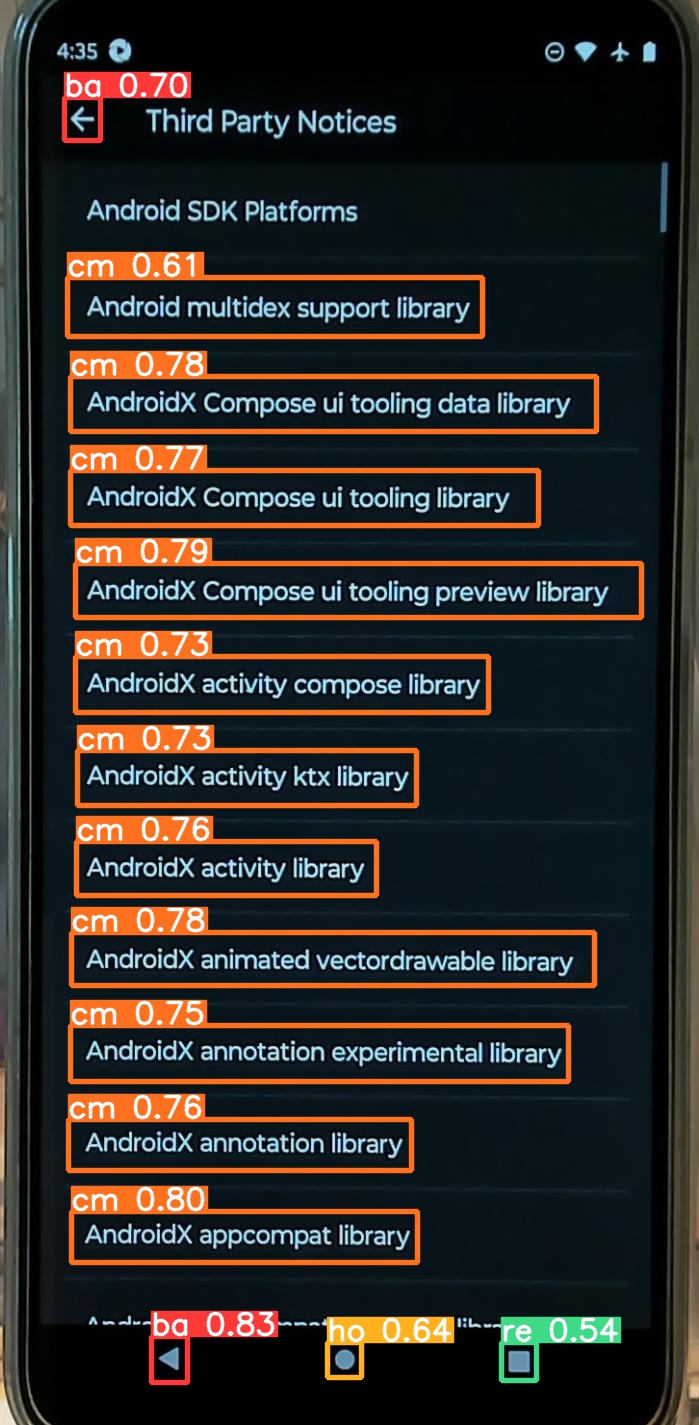 4:35
ba 0.70
Third Party Notices
Android SDK Platforms
cm 0.61
Android multidex support library
cm 0.78
AndroidX Compose ui tooling data library
cm 0.77
AndroidX Compose ui tooling library
cm 0.79
AndroidX Compose ui tooling preview library
cm 0.73
AndroidX activity compose library
cm 0.73
AndroidX activity ktx library
cm 0.76
AndroidX activity library
cm 0.78
AndroidX animated vectordrawable library
cm 0.75
AndroidX annotation experimental library
cm 0.76
AndroidX annotation library
cm 0.80
AndroidX appcompat library
ba 0.83
ho 0.64
re 0.54